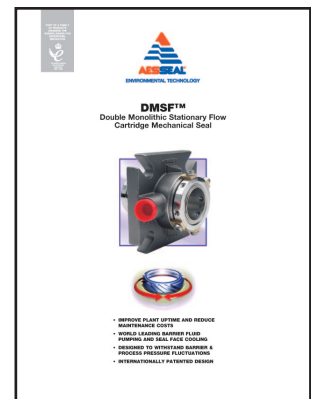 AESSEAL
ENVIRONMENTAL TECHNOLOGY
DMSF™
Double Monolithic Stationary Flow
Cartridge Mechanical Seal
• IMPROVE PLANT UPTIME AND REDUCE
MAINTENANCE COSTS
• WORLD LEADING BARRIER FLUID
PUMPING AND SEAL FACE COOLING
• DESIGNED TO WITHSTAND BARRIER &
PROCESS PRESSURE FLUCTUATIONS
• INTERNATIONALLY PATENTED DESIGN